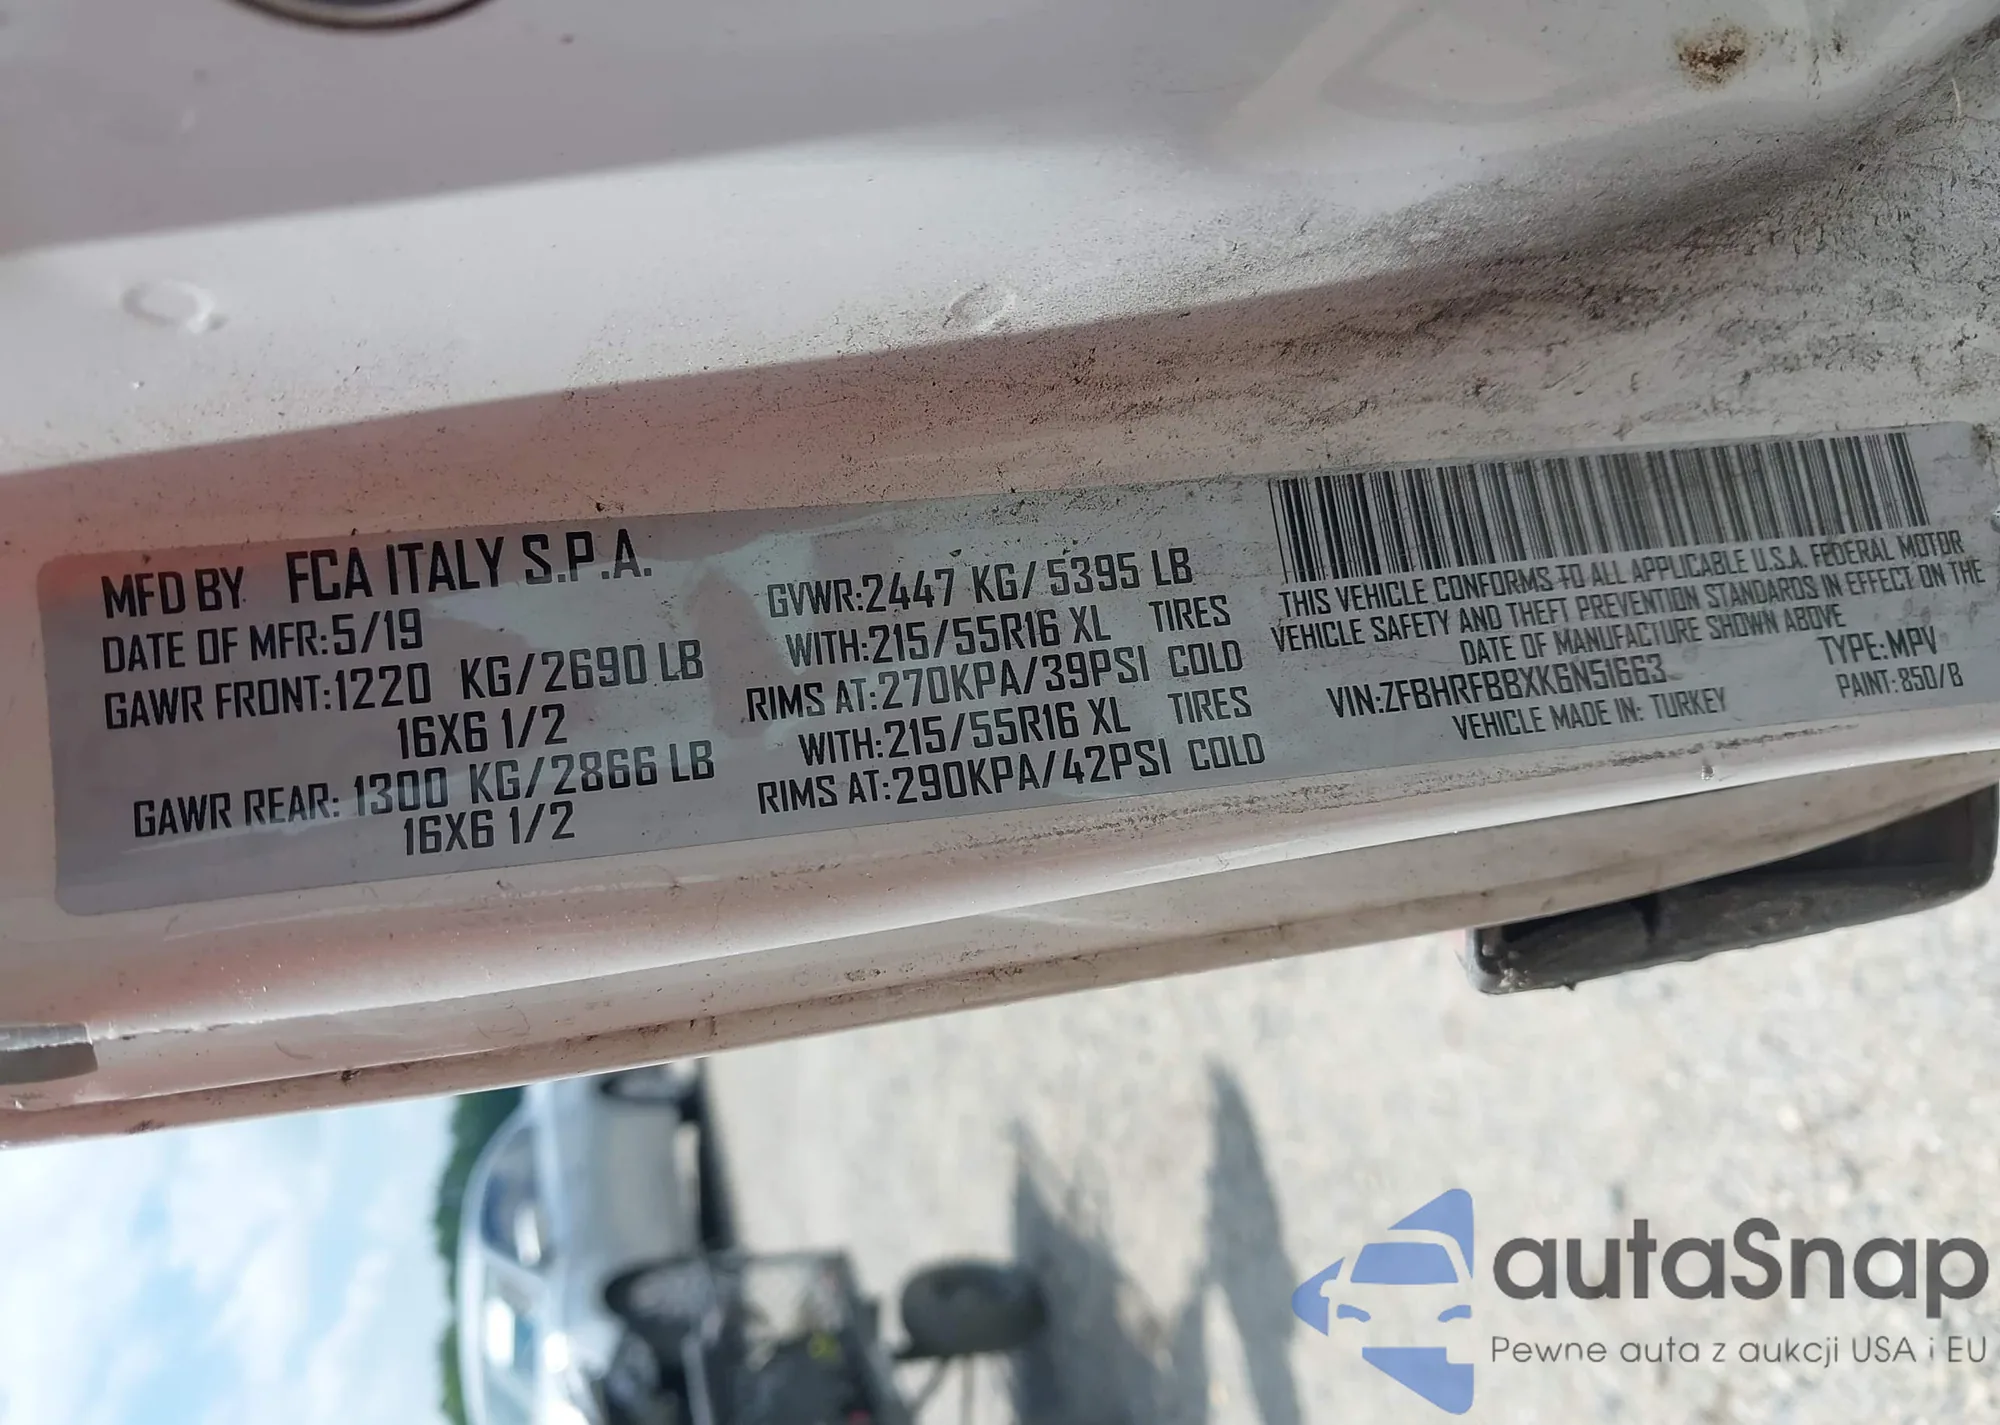 MFD BY FCA ITALY S.P.A.
DATE OF MFR:5/19
GAWR FRONT:1220 KG/2690 LB
16X6 1/2
GAWR REAR: 1300 KG/2866 LB
16X6 1/2
GVWR:2447 KG/ 5395 LB
WITH:215/55R16 XL TIRES
RIMS AT:270KPA/39PSI COLD
WITH:215/55R16 XL TIRES
RIMS AT:290KPA/42PSI COLD
THIS VEHICLE CONFORMS TO ALL APPLICABLE U.S.A. FEDERAL MOTOR
VEHICLE SAFETY AND THEFT PREVENTION STANDARDS IN EFFECT ON THE
DATE OF MANUFACTURE SHOWN ABOVE
VIN:ZFBHRFBBXK6N51663 TYPE:MPV
VEHICLE MADE IN: TURKEY PAINT:850/B
autaSnap
Pewne auta z aukcji USA i EU